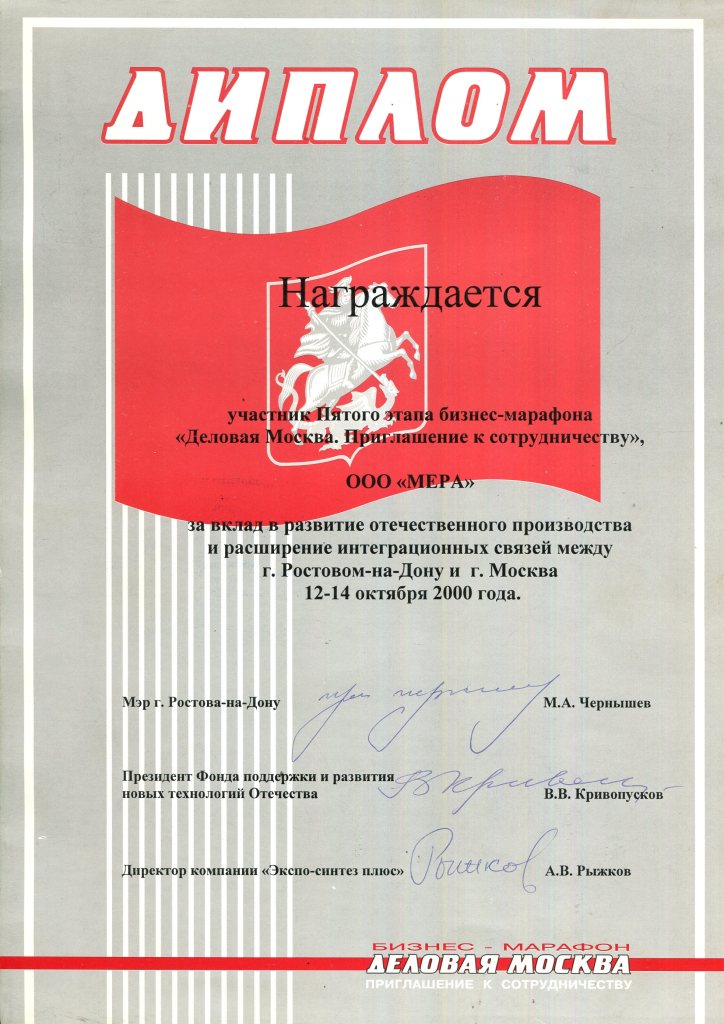 ДИПЛОМ
Награждается
участник Пятого этапа бизнес-марафона
«Деловая Москва. Приглашение к сотрудничеству»,
ООО «МЕРА»
за вклад в развитие отечественного производства
и расширение интеграционных связей между
г. Ростовом-на-Дону и г. Москва
12-14 октября 2000 года.
Мэр г. Ростова-на-Дону М.А. Чернышев
Президент Фонда поддержки и развития
новых технологий Отечества В.В. Кривопусков
Директор компании «Экспо-синтез плюс» Рыжков А.В. Рыжков
БИЗНЕС - МАРАФОН
ДЕЛОВАЯ МОСКВА
ПРИГЛАШЕНИЕ К СОТРУДНИЧЕСТВУ